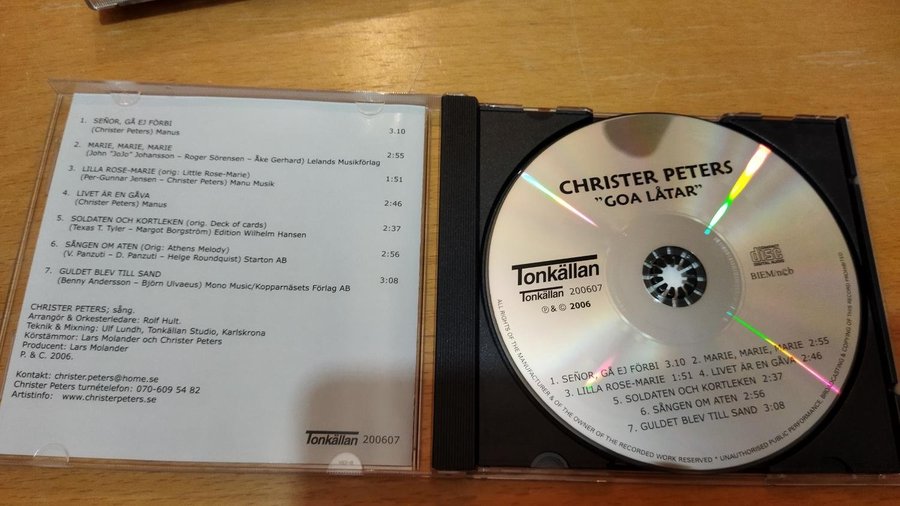 1. SEÑOR, GÅ EJ FÖRBI
(Christer Peters) Manus 3.10
2. MARIE, MARIE, MARIE
(John "JoJo" Johansson – Roger Sörensen – Åke Gerhard) Lelands Musikförlag 2:55
3. LILLA ROSE-MARIE (orig: Little Rose-Marie)
(Per-Gunnar Jensen – Christer Peters) Manu Musik 1:51
4. LIVET ÄR EN GÅVA
(Christer Peters) Manus 2:46
5. SOLDATEN OCH KORTLEKEN (orig. Deck of cards)
(Texas T. Tyler – Margot Borgström) Edition Wilhelm Hansen 2:37
6. SÅNGEN OM ATEN (Orig: Athens Melody)
(V. Panzuti – D. Panzuti – Helge Roundquist) Starton AB 2:56
7. GULDET BLEV TILL SAND
(Benny Andersson – Björn Ulvaeus) Mono Music/Kopparnäsets Förlag AB 3:08
CHRISTER PETERS; sång.
Arrangör & Orkesterledare: Rolf Hult.
Teknik & Mixning: Ulf Lundh, Tonkällan Studio, Karlskrona
Körstämmor: Lars Molander och Christer Peters
Producent: Lars Molander
P. & C. 2006.
Kontakt: christer.peters@home.se
Christer Peters turnételefon: 070-609 54 82
Artistinfo: www.christerpeters.se
Tonkällan 200607
CHRISTER PETERS
"GOA LÅTAR"
Tonkällan
Tonkällan 200607
℗ & © 2006
COMPACT
disc
DIGITAL AUDIO
BIEM/n©b
1. SEÑOR, GÅ EJ FÖRBI 3.10 2. MARIE, MARIE, MARIE 2:55
3. LILLA ROSE-MARIE 1:51 4. LIVET ÄR EN GÅVA 2:46
5. SOLDATEN OCH KORTLEKEN 2:37
6. SÅNGEN OM ATEN 2:56
7. GULDET BLEV TILL SAND 3:08
ALL RIGHTS OF THE MANUFACTURER & OF THE OWNER OF THE RECORDED WORK RESERVED * UNAUTHORISED PUBLIC PERFORMANCE, BROADCASTING & COPYING OF THIS RECORD PROHIBITED